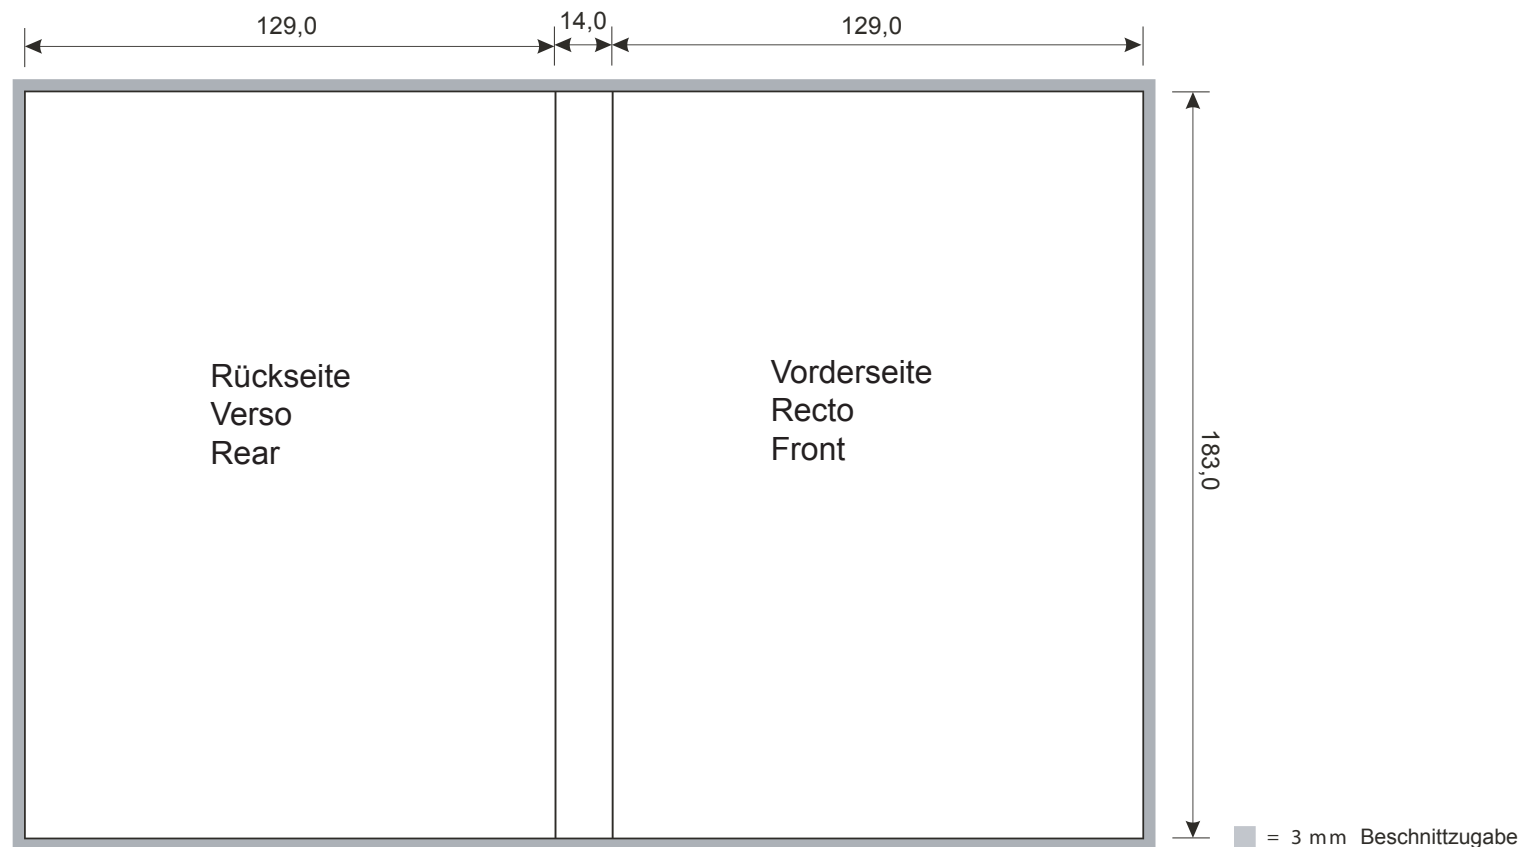 129,0
14,0
129,0
Rückseite
Verso
Rear
Vorderseite
Recto
Front
183,0
= 3 mm Beschnittzugabe